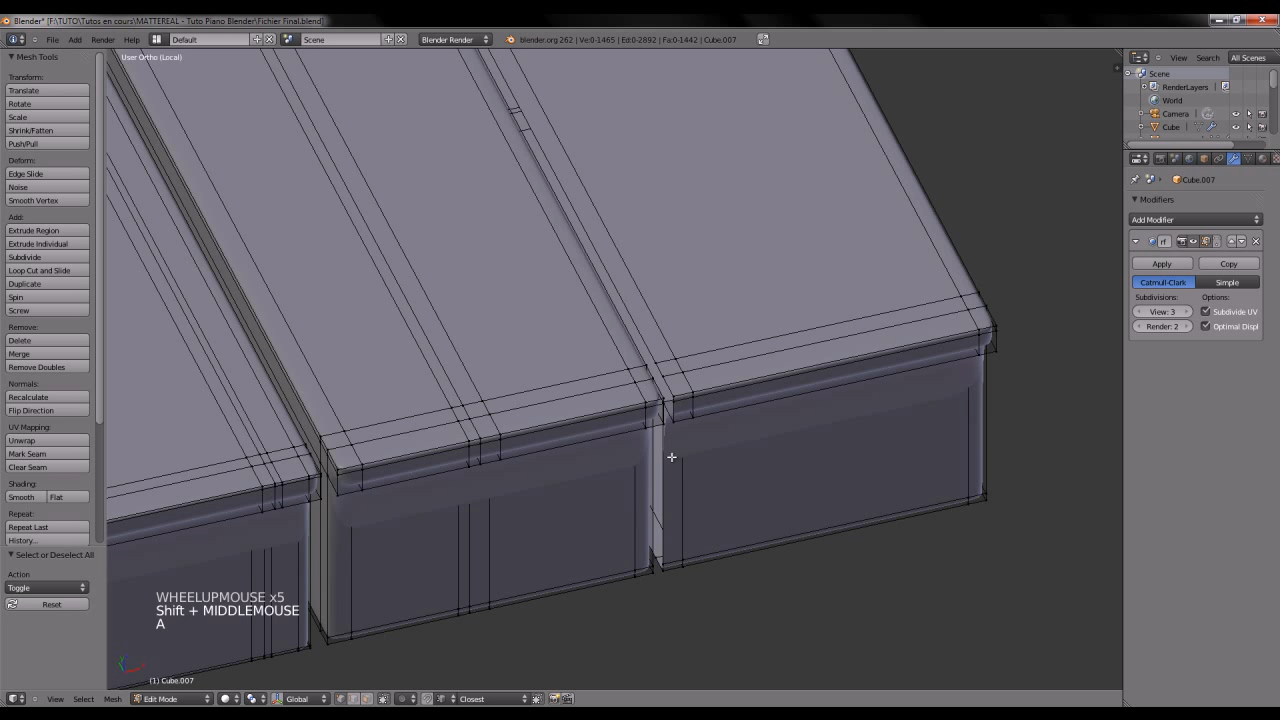 Blender* [F:\TUTO\Tutos en cours\MATTEREAL - Tuto Piano Blender\Fichier Final.blend]
File Add Render Help Default Scene Blender Render blender.org 262 | Ve:0-1465 | Ed:0-2892 | Fa:0-1442 | Cube.007
View Search All Scenes
Mesh Tools
User Ortho (Local)
Transform:
Translate
Rotate
Scale
Shrink/Fatten
Push/Pull
Deform:
Edge Slide
Noise
Smooth Vertex
Add:
Extrude Region
Extrude Individual
Subdivide
Loop Cut and Slide
Duplicate
Spin
Screw
Remove:
Delete
Merge
Remove Doubles
Normals:
Recalculate
Flip Direction
UV Mapping:
Unwrap
Mark Seam
Clear Seam
Shading:
Smooth Flat
Repeat:
Repeat Last
History...
Select or Deselect All
Action
Toggle
Reset
WHEELUPMOUSE x5
Shift + MIDDLEMOUSE
A
(1) Cube.007
View Select Mesh Edit Mode Global Closest
Scene
RenderLayers
World
Camera
Cube
Cube.007
Modifiers
Add Modifier
rf
Apply Copy
Catmull-Clark Simple
Subdivisions: Options:
View: 3 Subdivide UV
Render: 2 Optimal Displ